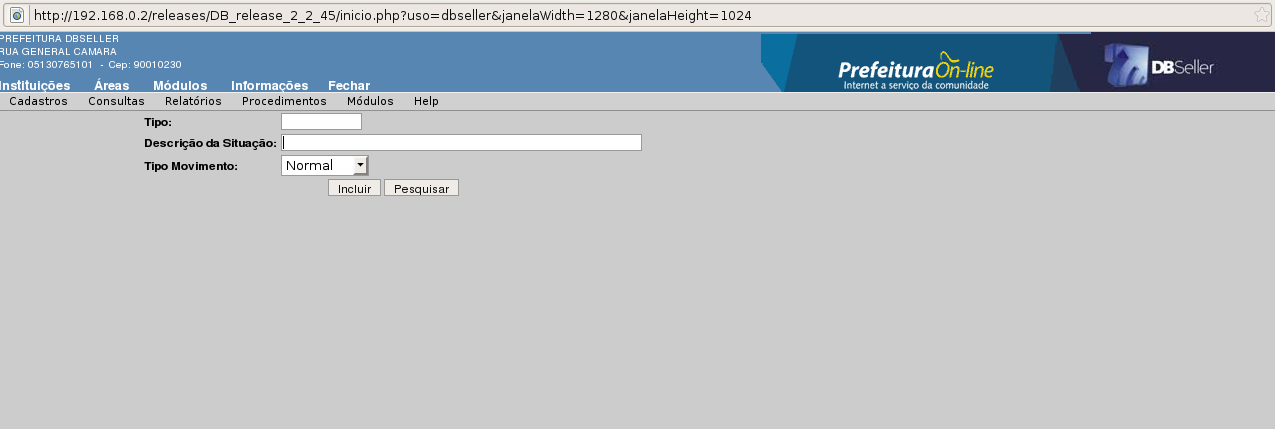 http://192.168.0.2/releases/DB_release_2_2_45/inicio.php?uso=dbseller&janelaWidth=1280&janelaHeight=1024
PREFEITURA DBSELLER
RUA GENERAL CAMARA
Fone: 05130765101 - Cep: 90010230
PrefeituraOn-line
Internet a serviço da comunidade
DBSeller
Instituições Áreas Módulos Informações Fechar
Cadastros Consultas Relatórios Procedimentos Módulos Help
Tipo:
Descrição da Situação:
Tipo Movimento: Normal
Incluir Pesquisar